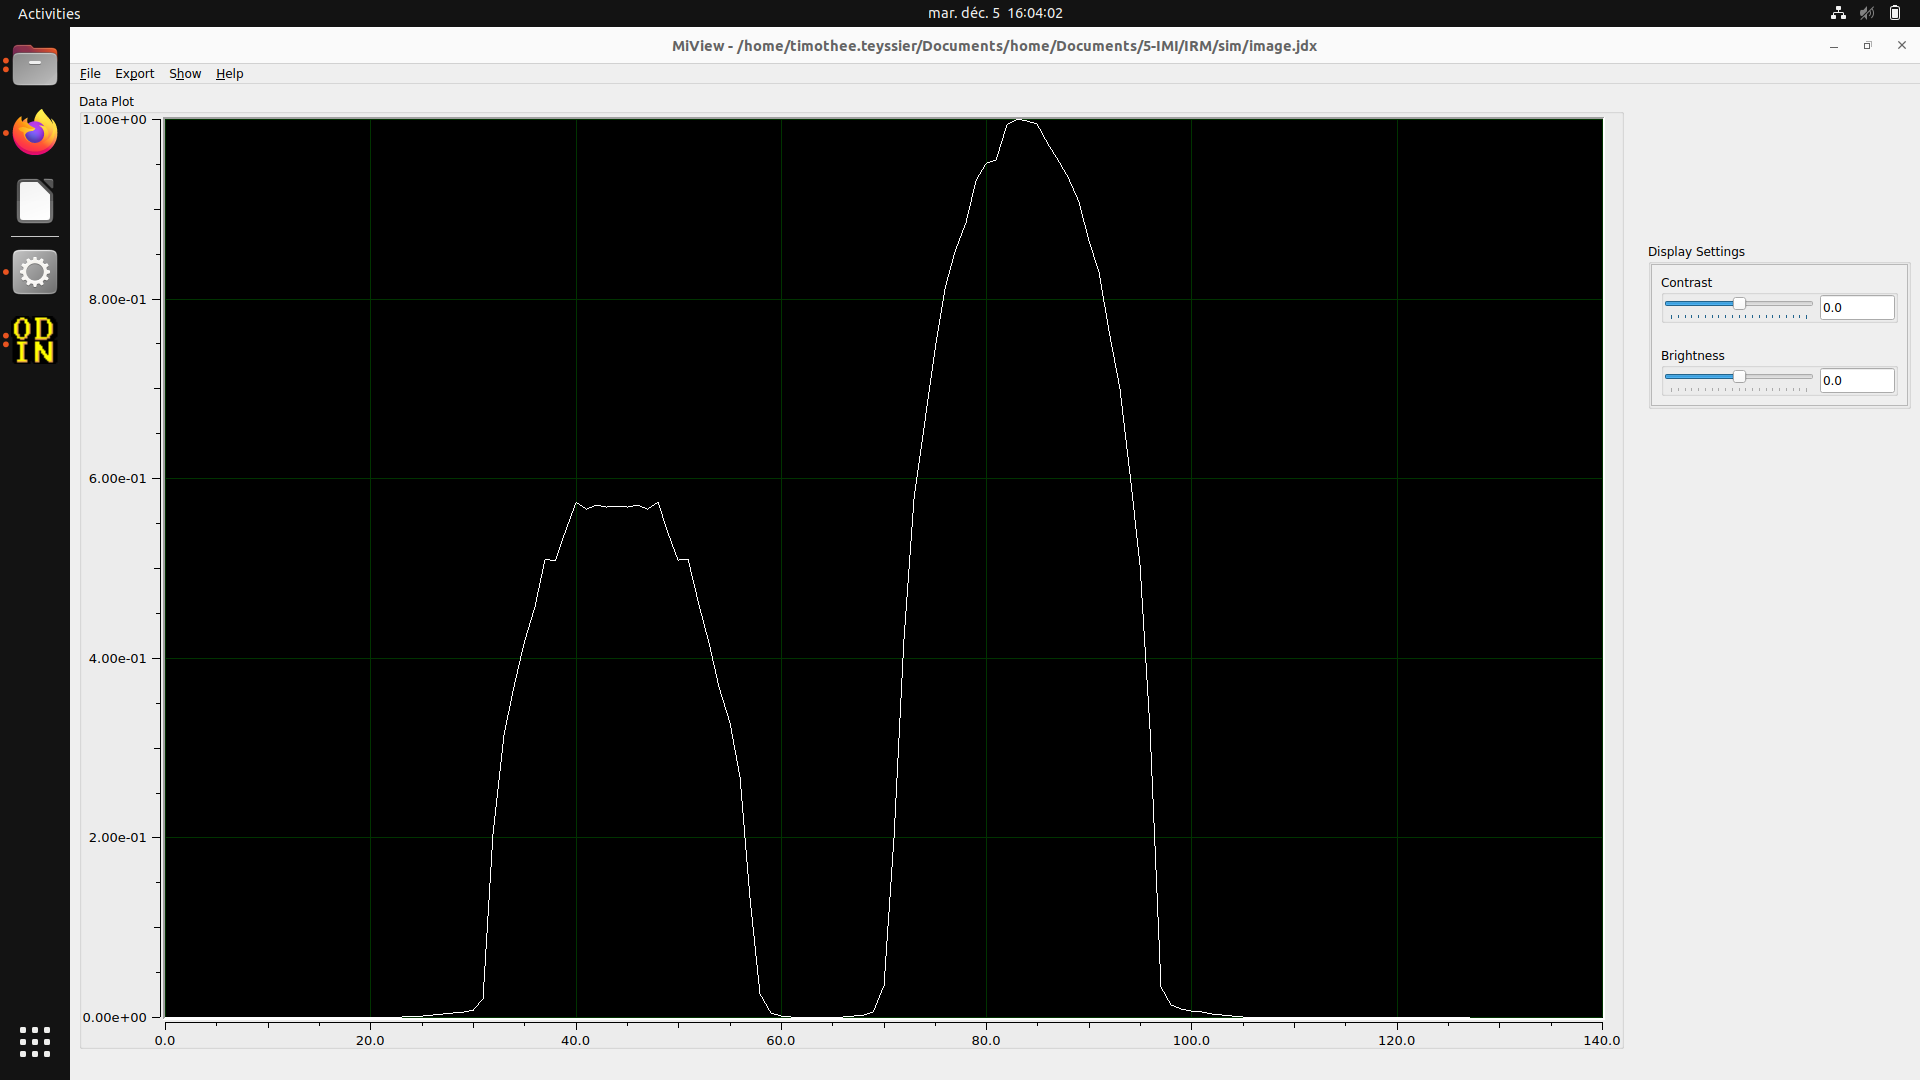 Activities
mar. déc. 5 16:04:02
MiView - /home/timothee.teyssier/Documents/home/Documents/5-IMI/IRM/sim/image.jdx
File Export Show Help
Data Plot
1.00e+00
8.00e-01
6.00e-01
4.00e-01
2.00e-01
0.00e+00
0.0 20.0 40.0 60.0 80.0 100.0 120.0 140.0
Display Settings
Contrast
0.0
Brightness
0.0
OD
IN